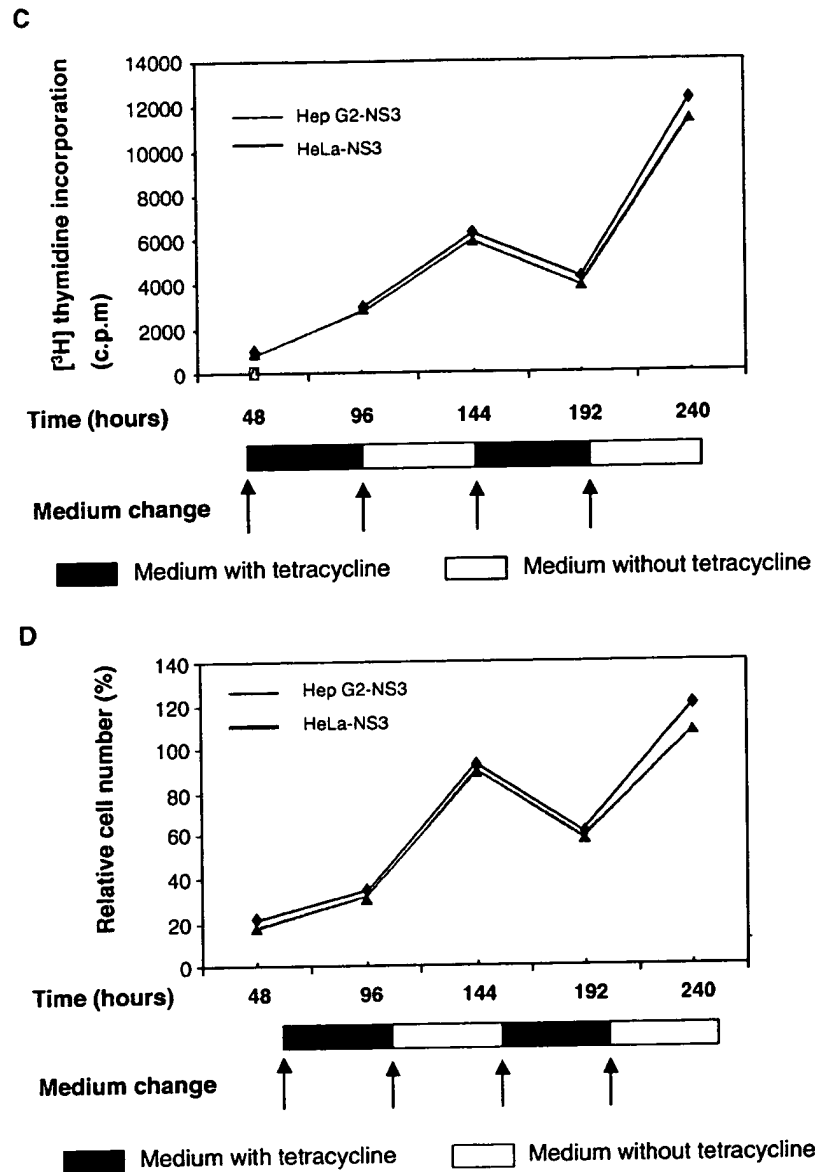 C
[³H] thymidine incorporation
(c.p.m)
14000
12000
10000
8000
6000
4000
2000
0
Hep G2-NS3
HeLa-NS3
Time (hours) 48 96 144 192 240
Medium change
Medium with tetracycline Medium without tetracycline
D
Relative cell number (%)
140
120
100
80
60
40
20
0
Hep G2-NS3
HeLa-NS3
Time (hours) 48 96 144 192 240
Medium change
Medium with tetracycline Medium without tetracycline